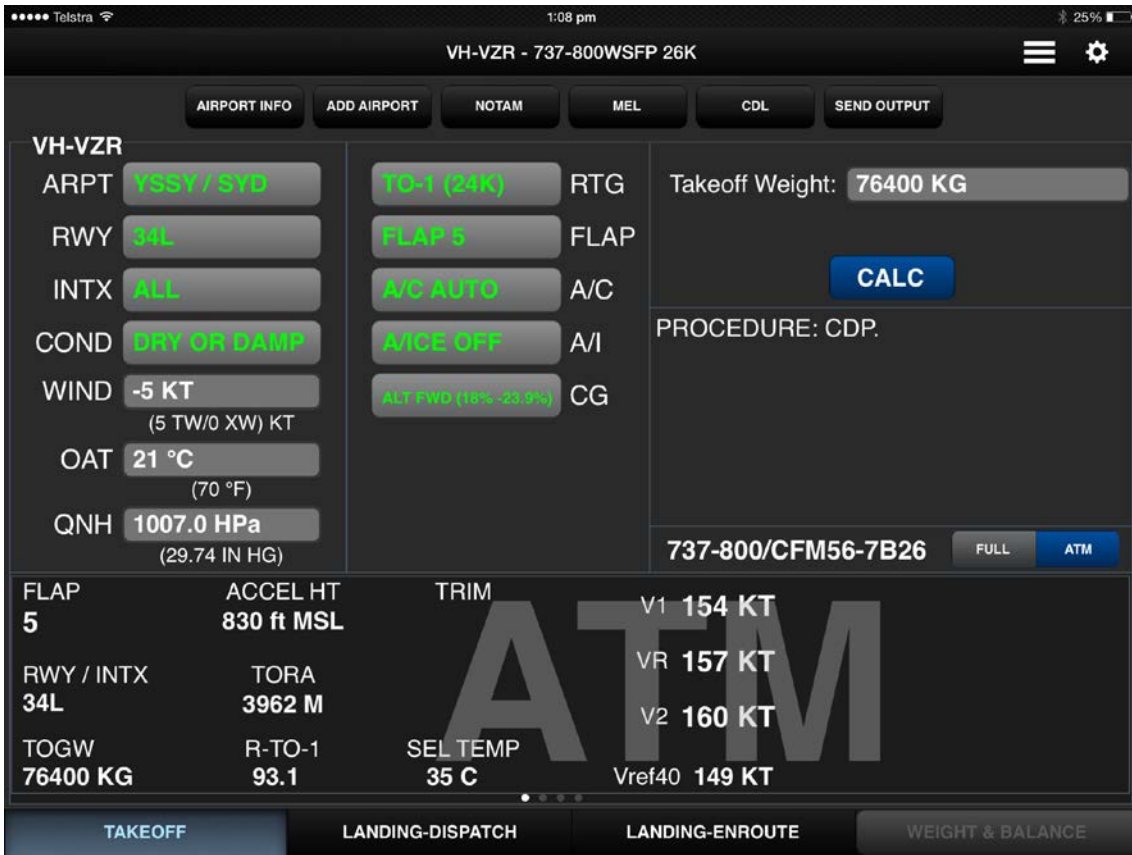 Telstra 1:08 pm 25%
VH-VZR - 737-800WSFP 26K
AIRPORT INFO ADD AIRPORT NOTAM MEL CDL SEND OUTPUT
VH-VZR
ARPT YSSY / SYD
RWY 34L
INTX ALL
COND DRY OR DAMP
WIND -5 KT
(5 TW/0 XW) KT
OAT 21 °C
(70 °F)
QNH 1007.0 HPa
(29.74 IN HG)
TO-1 (24K) RTG
FLAP 5 FLAP
A/C AUTO A/C
A/ICE OFF A/I
ALT FWD (18% -23.9%) CG
Takeoff Weight: 76400 KG
CALC
PROCEDURE: CDP.
737-800/CFM56-7B26 FULL ATM
ATM
FLAP ACCEL HT TRIM
5 830 ft MSL
V1 154 KT
VR 157 KT
RWY / INTX TORA
34L 3962 M
V2 160 KT
TOGW R-TO-1 SEL TEMP
76400 KG 93.1 35 C Vref40 149 KT
TAKEOFF LANDING-DISPATCH LANDING-ENROUTE WEIGHT & BALANCE